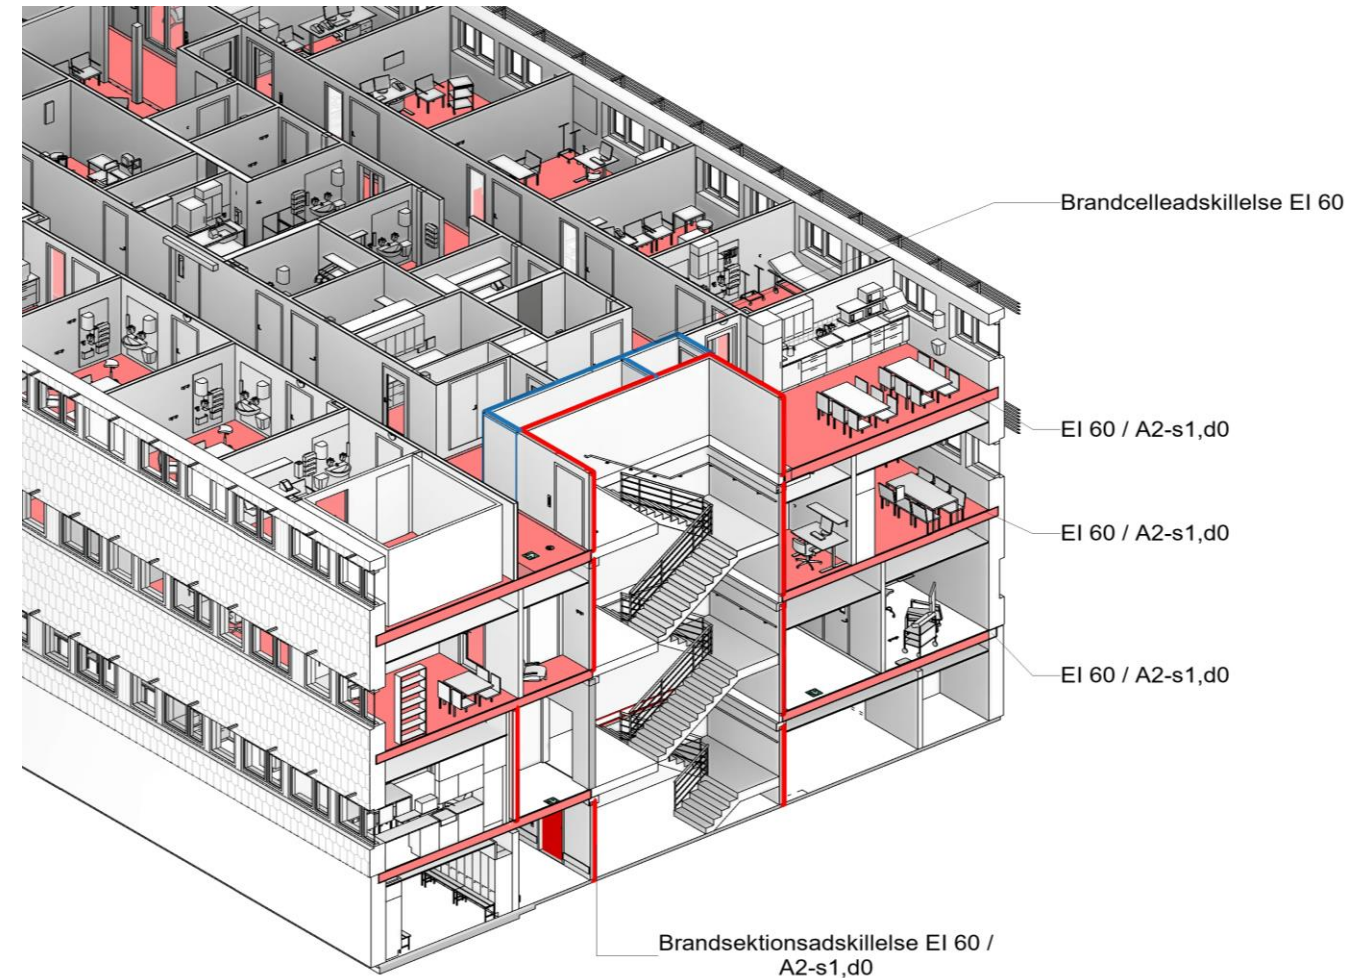 Brandcelleadskillelse EI 60
EI 60 / A2-s1,d0
EI 60 / A2-s1,d0
EI 60 / A2-s1,d0
Brandsektionsadskillelse EI 60 /
A2-s1,d0